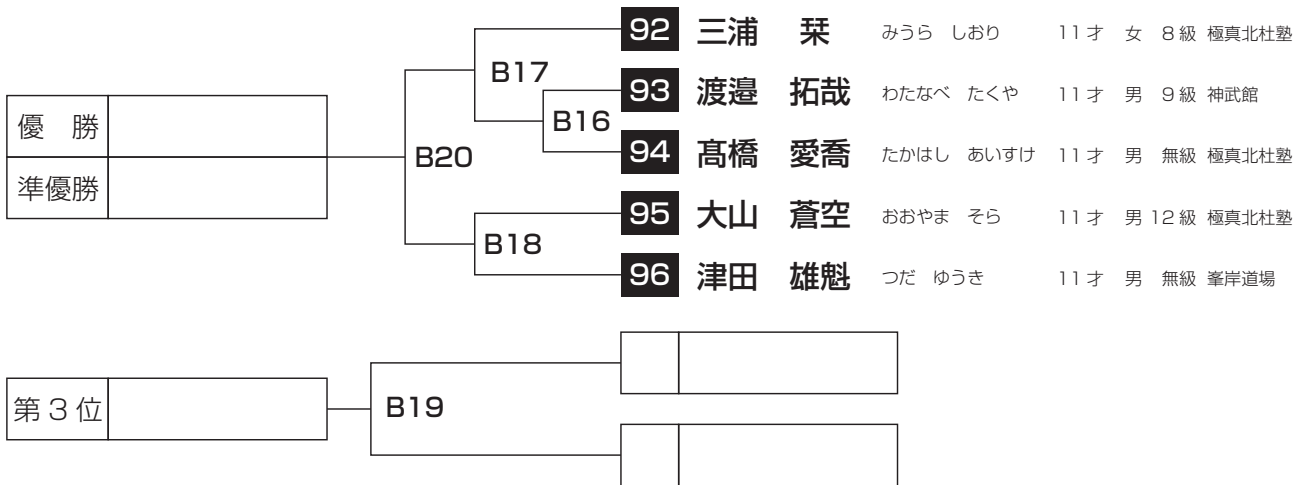 92 三浦 栞 みうら しおり 11才 女 8級 極真北杜塾
B17
93 渡邉 拓哉 わたなべ たくや 11才 男 9級 神武館
優 勝
B16
B20
94 髙橋 愛喬 たかはし あいすけ 11才 男 無級 極真北杜塾
準優勝
95 大山 蒼空 おおやま そら 11才 男 12級 極真北杜塾
B18
96 津田 雄魁 つだ ゆうき 11才 男 無級 峯岸道場
第3位
B19